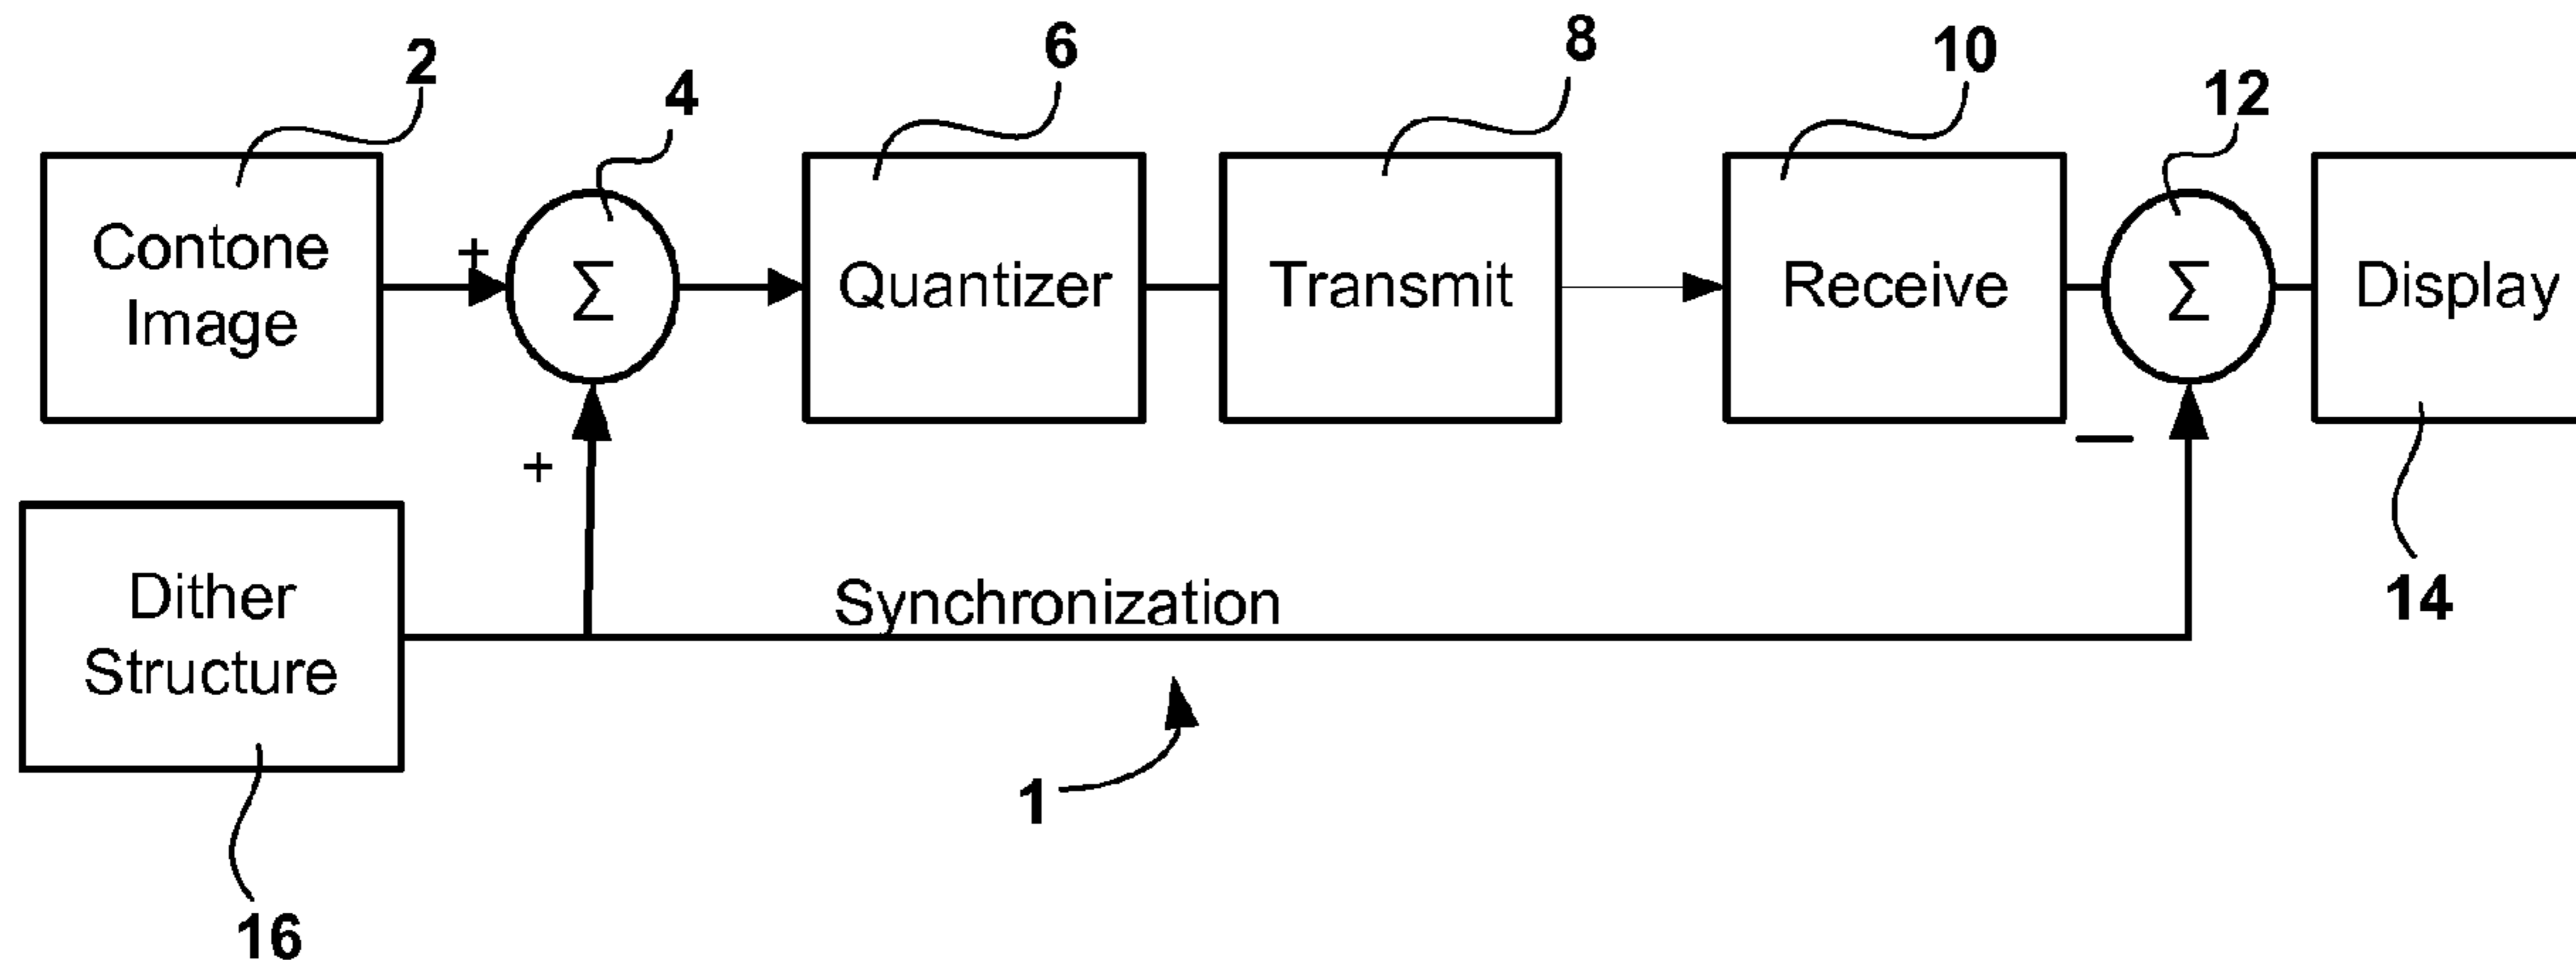 2
4
6
8
10
12
Contone
Image
+
Σ
Quantizer
Transmit
Receive
Σ
Display
+
—
Dither
Structure
Synchronization
14
1
16